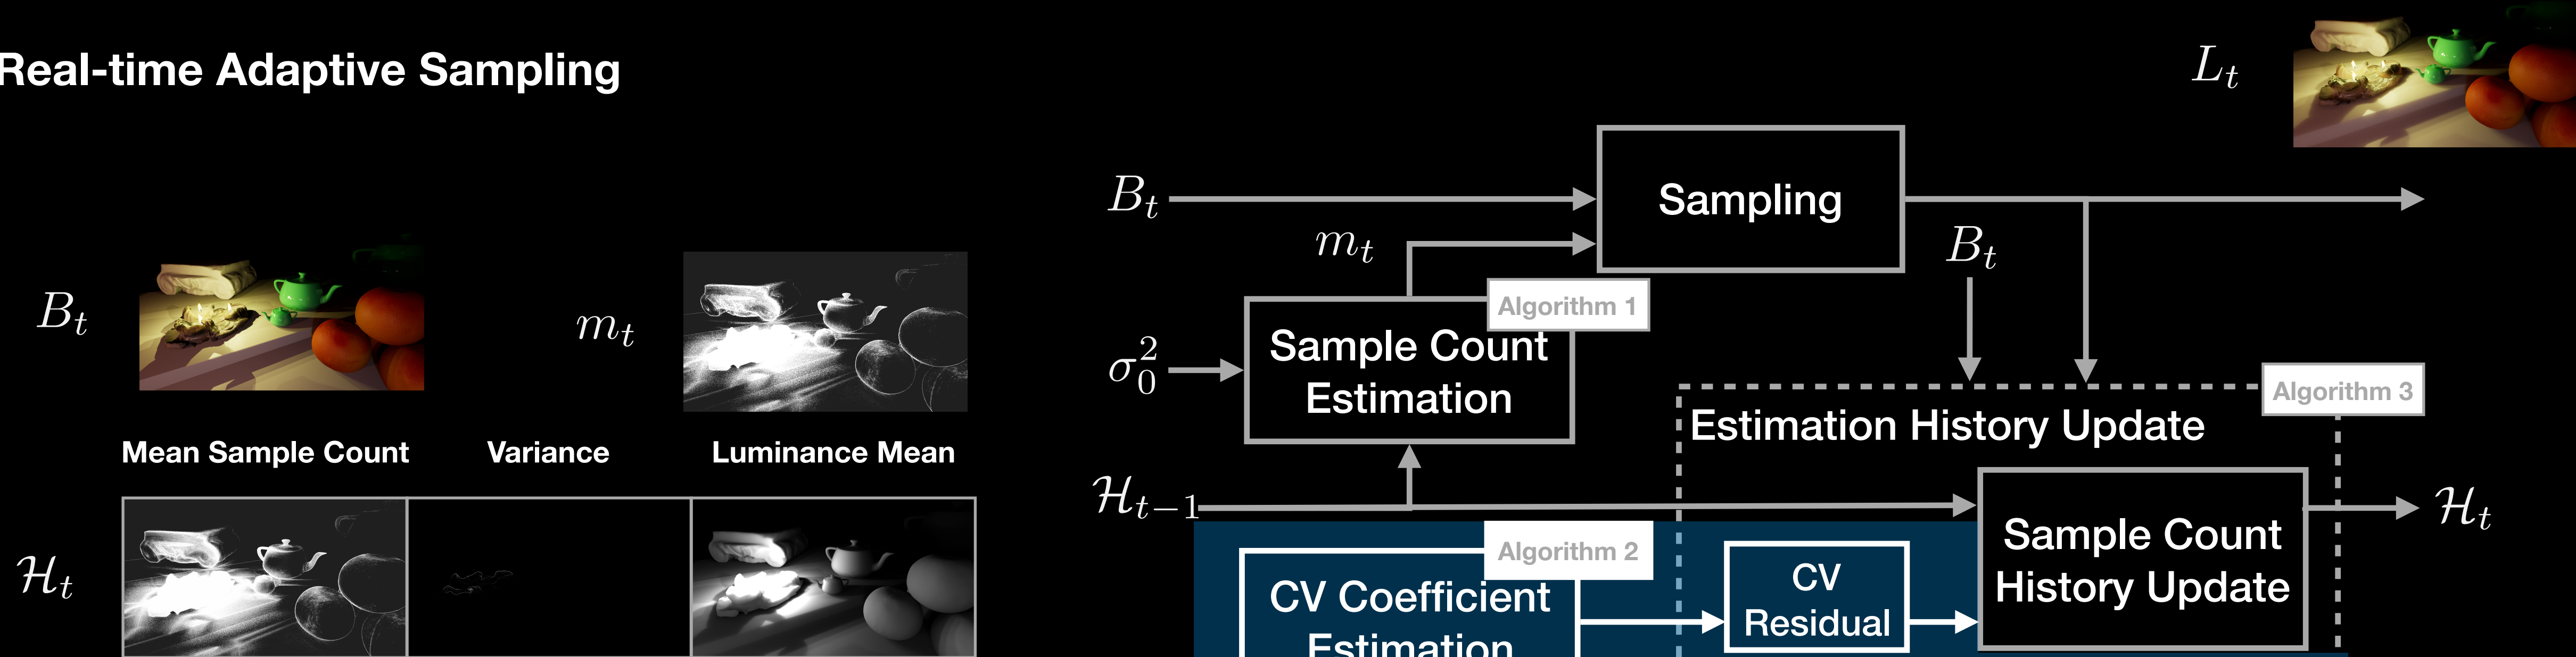 Real-time Adaptive Sampling
L_t
B_t
Sampling
m_t
B_t
B_t
m_t
Algorithm 1
Sample Count
Estimation
σ_0^2
Algorithm 3
Estimation History Update
Mean Sample Count
Variance
Luminance Mean
ℋ_{t−1}
ℋ_t
Sample Count
History Update
ℋ_t
Algorithm 2
CV Coefficient
Estimation
CV
Residual